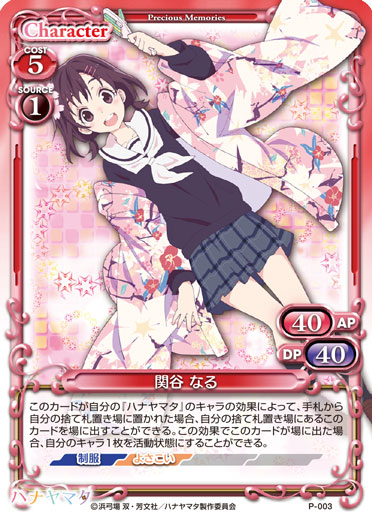 Precious Memories
Character
COST
5
SOURCE
1
40 AP
DP 40
関谷 なる
このカードが自分の『ハナヤマタ』のキャラの効果によって、手札から
自分の捨て札置き場に置かれた場合、自分の捨て札置き場にあるこの
カードを場に出すことができる。この効果でこのカードが場に出た場
合、自分のキャラ1枚を活動状態にすることができる。
制服 よさこい
ハナヤマタ
©浜弓場 双・芳文社／ハナヤマタ製作委員会
P-003